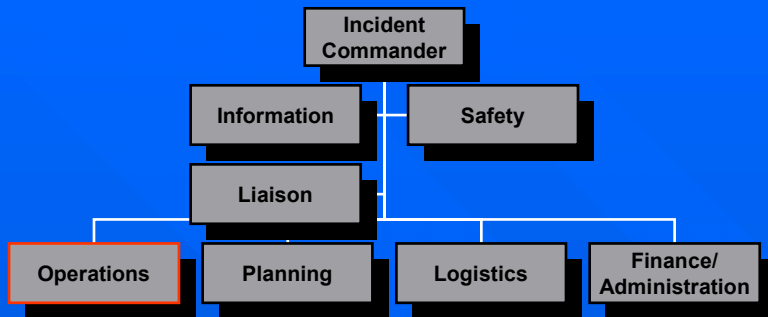 Incident
Commander
Information
Safety
Liaison
Operations
Planning
Logistics
Finance/
Administration